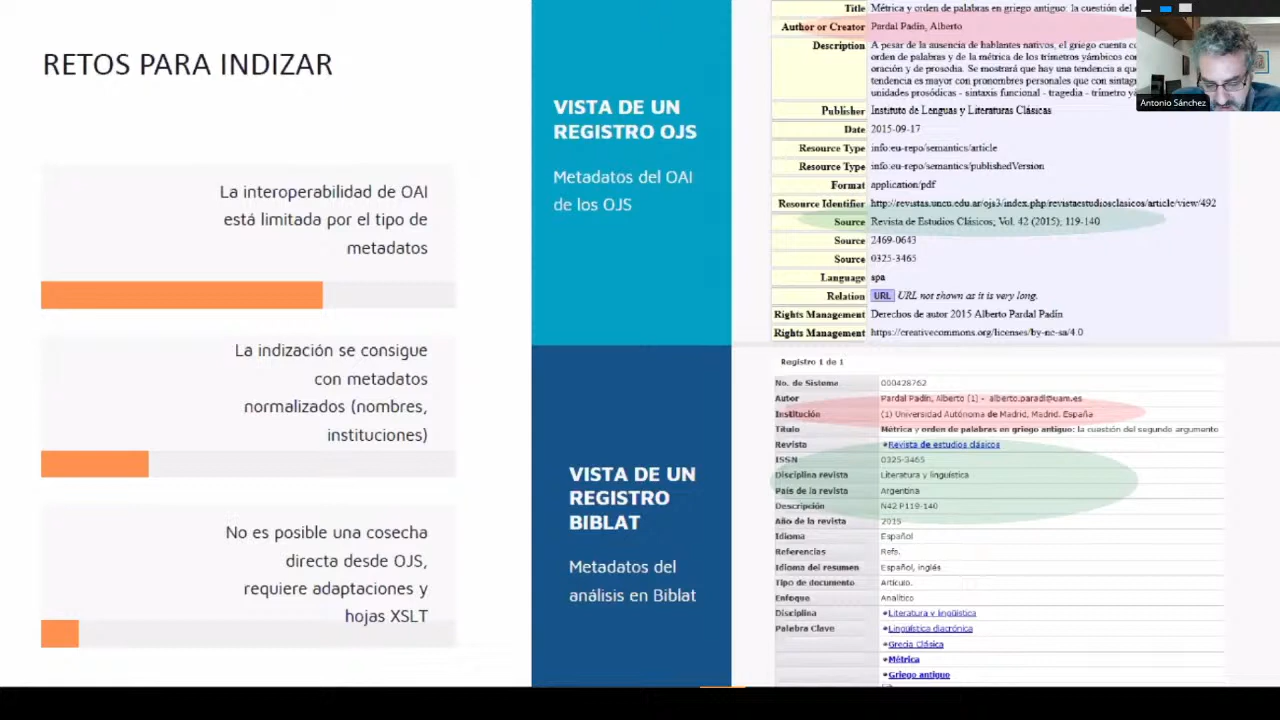 RETOS PARA INDIZAR
La interoperabilidad de OAI
está limitada por el tipo de
metadatos
La indización se consigue
con metadatos
normalizados (nombres,
instituciones)
No es posible una cosecha
directa desde OJS,
requiere adaptaciones y
hojas XSLT
VISTA DE UN
REGISTRO OJS
Metadatos del OAI
de los OJS
VISTA DE UN
REGISTRO
BIBLAT
Metadatos del
análisis en Biblat
Title Métrica y orden de palabras en griego antiguo: la cuestión del
Author or Creator Pardal Padín, Alberto
Description A pesar de la ausencia de hablantes nativos, el griego cuenta
orden de palabras y de la métrica de los trímetros yámbicos
oración y de prosodia. Se mostrará que hay una tendencia a
tendencia es mayor con pronombres personales que con
unidades prosódicas - sintaxis funcional - tragedia - trímetro
Publisher Instituto de Lenguas y Literaturas Clásicas
Date 2015-09-17
Resource Type info:eu-repo/semantics/article
Resource Type info:eu-repo/semantics/publishedVersion
Format application/pdf
Resource Identifier http://revistas.uncu.edu.ar/ojs3/index.php/revistaestudiosclasicos/article/view/492
Source Revista de Estudios Clásicos; Vol. 42 (2015); 119-140
Source 2469-0643
Source 0325-3465
Language spa
Relation URL URL not shown as it is very long.
Rights Management Derechos de autor 2015 Alberto Pardal Padín
Rights Management https://creativecommons.org/licenses/by-nc-sa/4.0
Antonio Sánchez
Registro 1 de 1
No. de Sistema 000428762
Autor Pardal Padín, Alberto (1) - alberto.paradl@uam.es
Institución (1) Universidad Autónoma de Madrid, Madrid. España
Título Métrica y orden de palabras en griego antiguo: la cuestión del segundo argumento
Revista Revista de estudios clásicos
ISSN 0325-3465
Disciplina revista Literatura y lingüística
País de la revista Argentina
Descripción N42 P119-140
Año de la revista 2015
Idioma Español
Referencias Refs.
Idioma del resumen Español, inglés
Tipo de documento Artículo.
Enfoque Analítico
Disciplina Literatura y lingüística
Palabra Clave Lingüística diacrónica
Grecia Clásica
Métrica
Griego antiguo